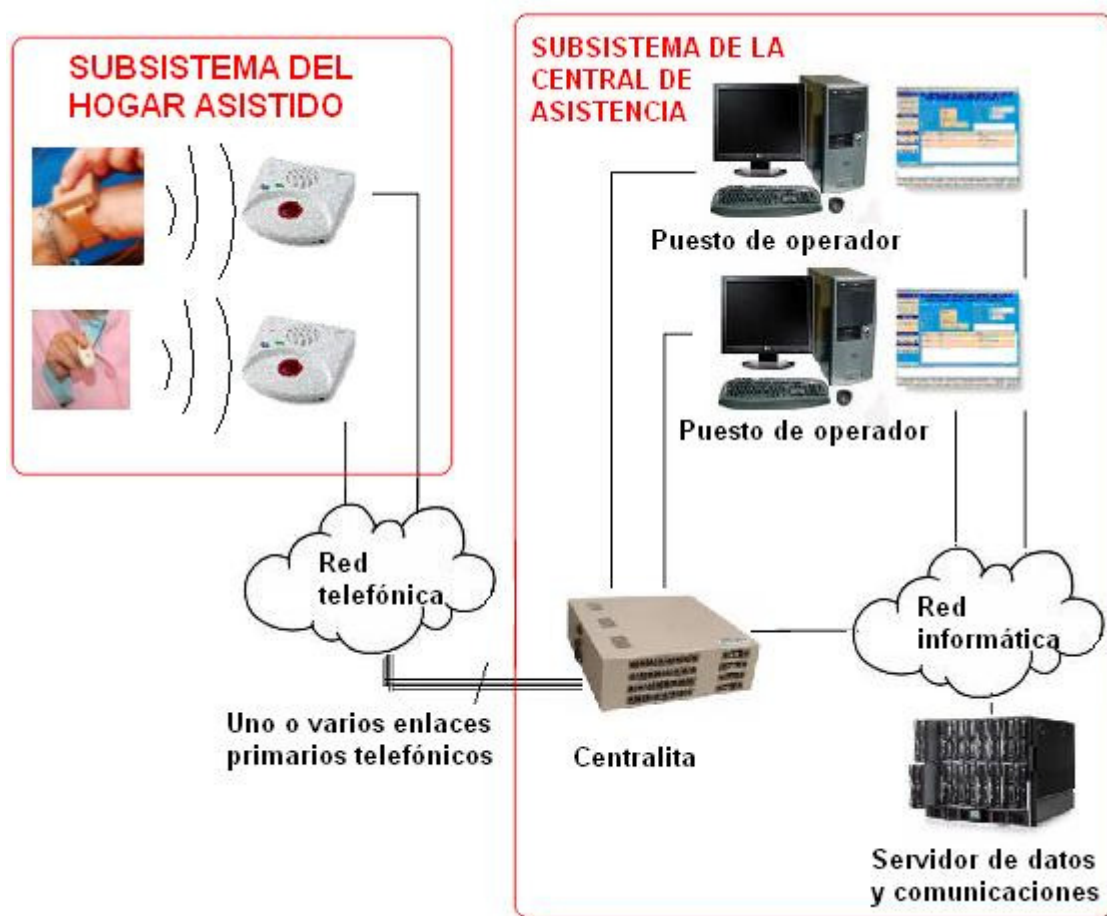 SUBSISTEMA DEL
HOGAR ASISTIDO
SUBSISTEMA DE LA
CENTRAL DE
ASISTENCIA
Puesto de operador
Puesto de operador
Red
telefónica
Red
informática
Uno o varios enlaces
primarios telefónicos
Centralita
Servidor de datos
y comunicaciones